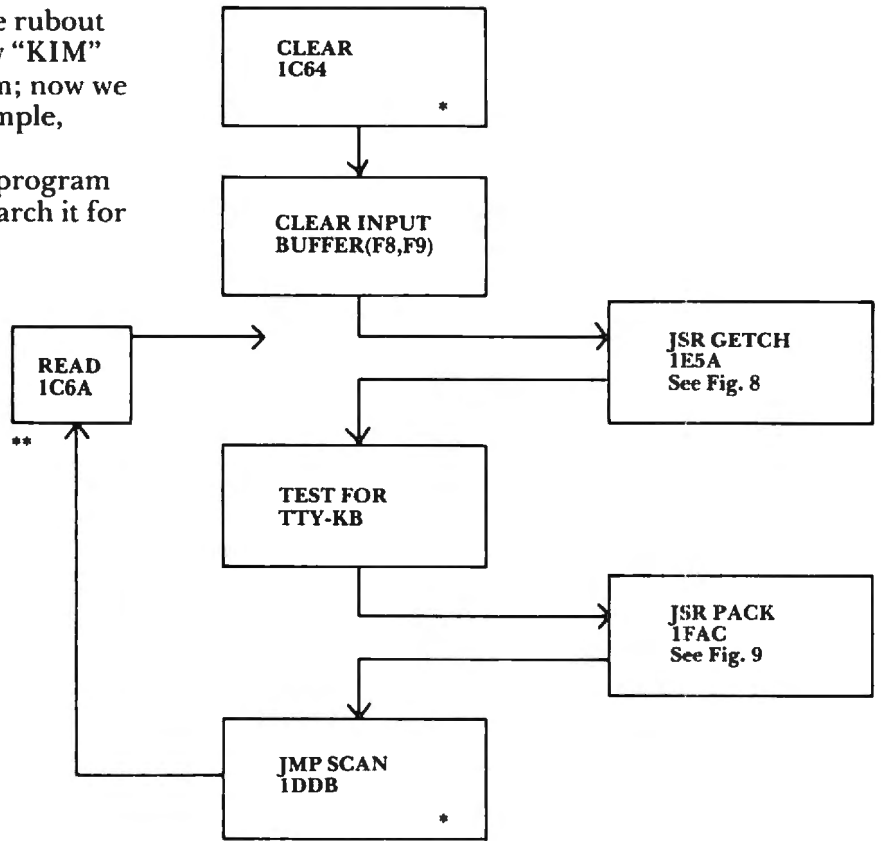 e rubout
"KIM"
n; now we
mple,
program
arch it for
CLEAR
1C64
*
CLEAR INPUT
BUFFER(F8,F9)
READ
1C6A
**
JSR GETCH
1E5A
See Fig. 8
TEST FOR
TTY-KB
JSR PACK
1FAC
See Fig. 9
JMP SCAN
1DDB
*